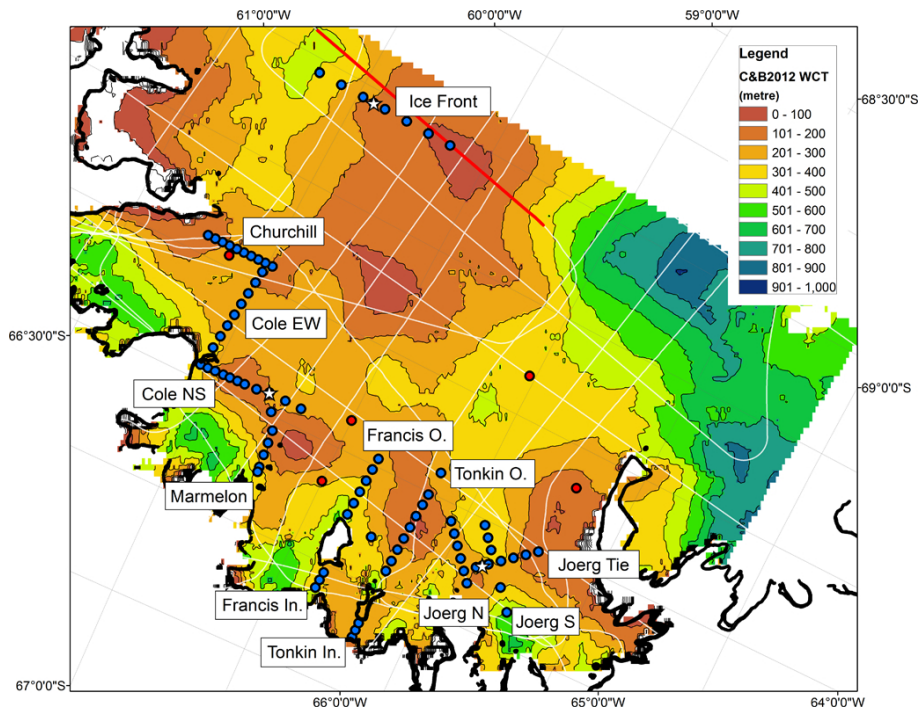 61°0'0"W
60°0'0"W
59°0'0"W
Legend
C&B2012 WCT
(metre)
0 - 100
101 - 200
201 - 300
301 - 400
401 - 500
501 - 600
601 - 700
701 - 800
801 - 900
901 - 1,000
68°30'0"S
Ice Front
Churchill
Cole EW
66°30'0"S
69°0'0"S
Cole NS
Francis O.
Tonkin O.
Marmelon
Joerg Tie
Francis In.
Joerg N
Joerg S
Tonkin In.
67°0'0"S
66°0'0"W
65°0'0"W
64°0'0"W